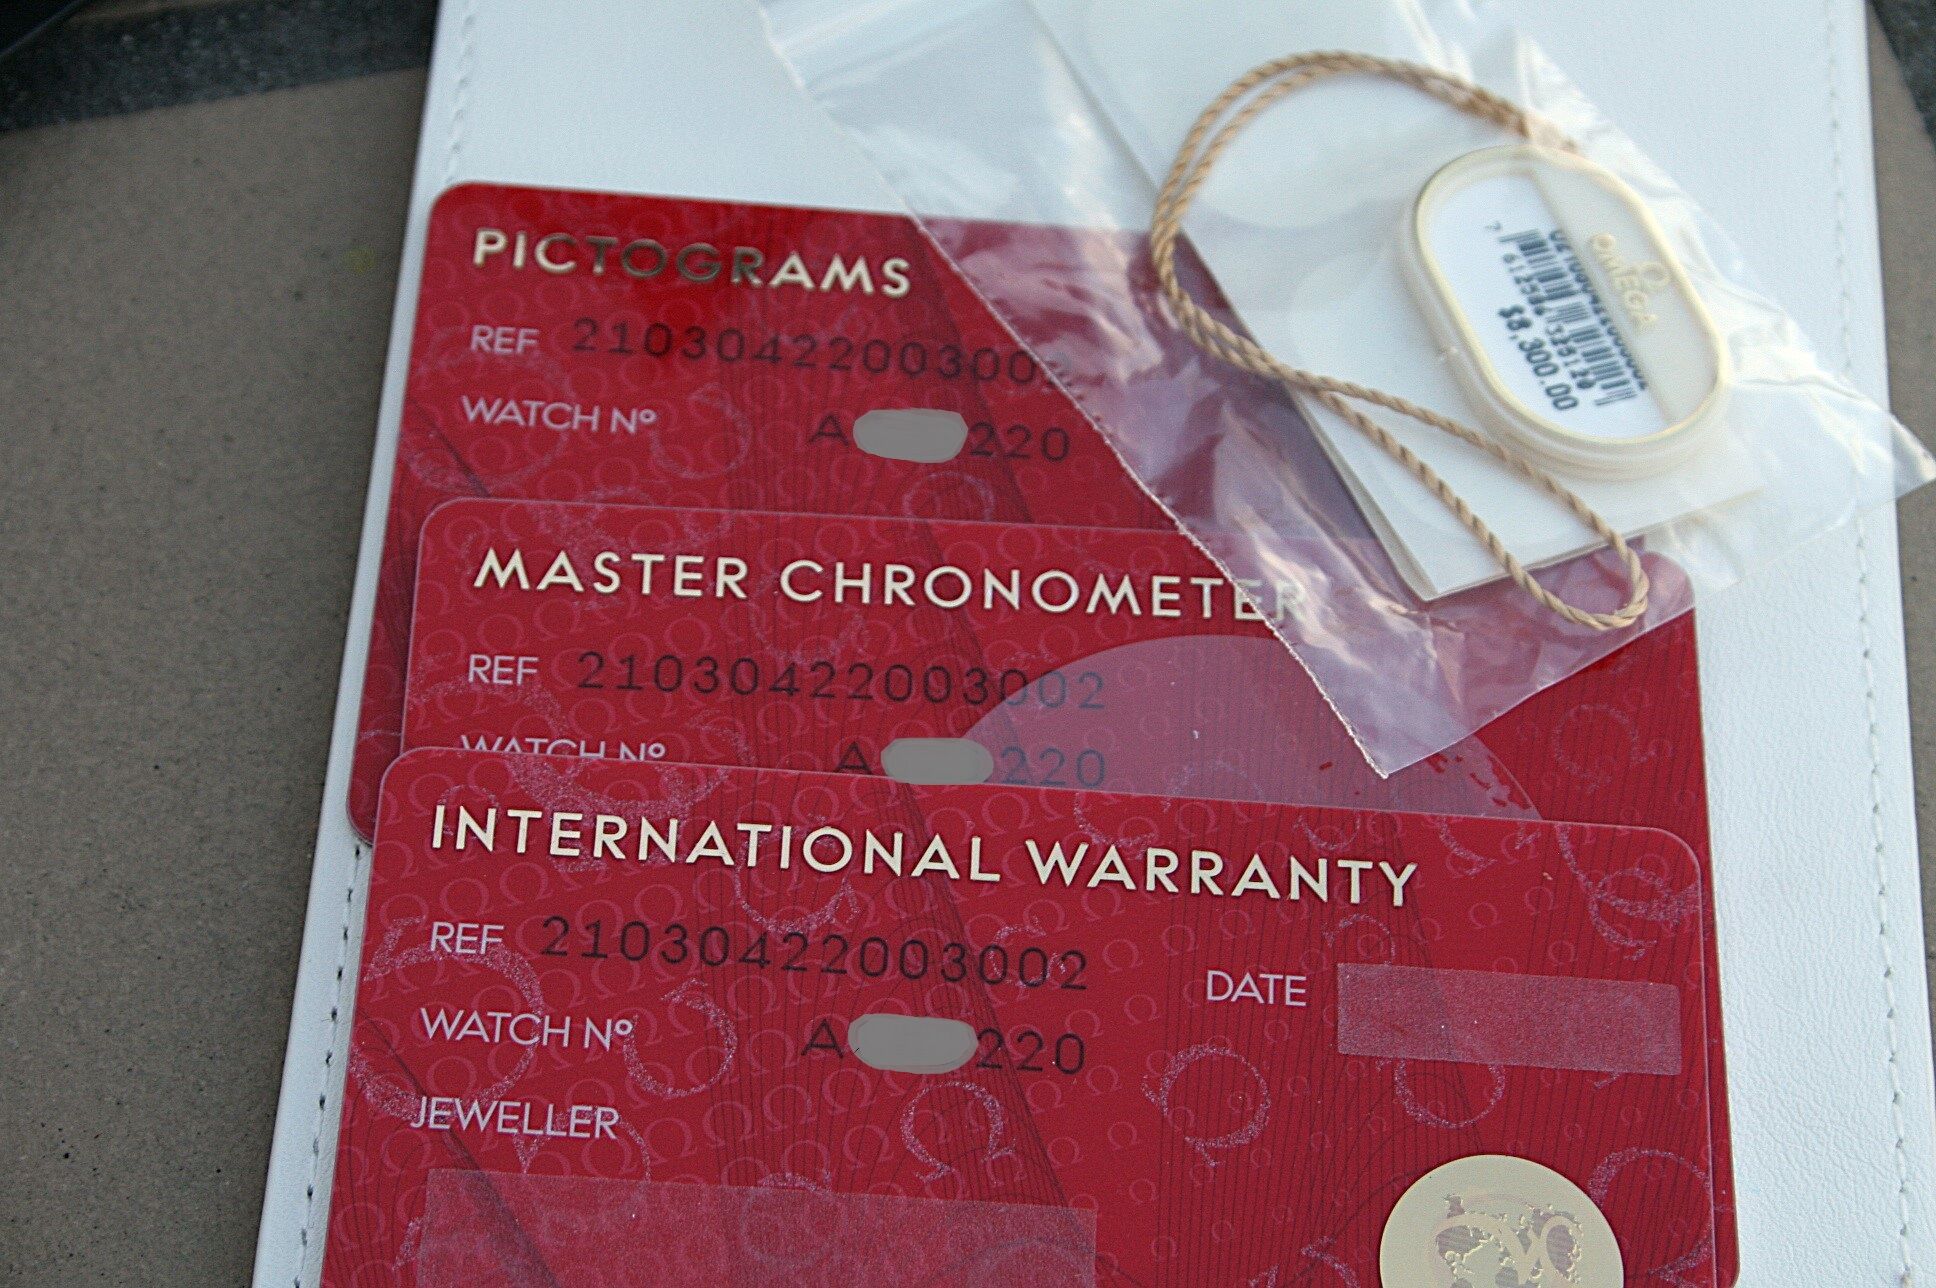 PICTOGRAMS
REF 21030422003002
WATCH Nº A 220
MASTER CHRONOMETER
REF 21030422003002
WATCH Nº A 220
INTERNATIONAL WARRANTY
REF 21030422003002
DATE
WATCH Nº A 220
JEWELLER
OMEGA
$8,300.00